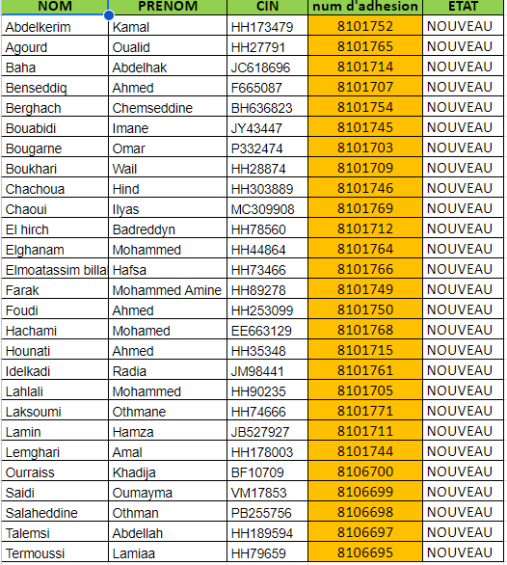 NOM PRENOM CIN num d'adhesion ETAT
Abdelkerim Kamal HH173479 8101752 NOUVEAU
Agourd Oualid HH27791 8101765 NOUVEAU
Baha Abdelhak JC618696 8101714 NOUVEAU
Benseddiq Ahmed F665087 8101707 NOUVEAU
Berghach Chemseddine BH636823 8101754 NOUVEAU
Bouabidi Imane JY43447 8101745 NOUVEAU
Bougarne Omar P332474 8101703 NOUVEAU
Boukhari Wail HH28874 8101709 NOUVEAU
Chachoua Hind HH303889 8101746 NOUVEAU
Chaoui Ilyas MC309908 8101769 NOUVEAU
El hirch Badreddyn HH78560 8101712 NOUVEAU
Elghanam Mohammed HH44864 8101764 NOUVEAU
Elmoatassim billa Hafsa HH73466 8101766 NOUVEAU
Farak Mohammed Amine HH89278 8101749 NOUVEAU
Foudi Ahmed HH253099 8101750 NOUVEAU
Hachami Mohamed EE663129 8101768 NOUVEAU
Hounati Ahmed HH35348 8101715 NOUVEAU
Idelkadi Radia JM98441 8101761 NOUVEAU
Lahlali Mohammed HH90235 8101705 NOUVEAU
Laksoumi Othmane HH74666 8101771 NOUVEAU
Lamin Hamza JB527927 8101711 NOUVEAU
Lemghari Amal HH178003 8101744 NOUVEAU
Ourraiss Khadija BF10709 8106700 NOUVEAU
Saidi Oumayma VM17853 8106699 NOUVEAU
Salaheddine Othman PB255756 8106698 NOUVEAU
Talemsi Abdellah HH189594 8106697 NOUVEAU
Termoussi Lamiaa HH79659 8106695 NOUVEAU